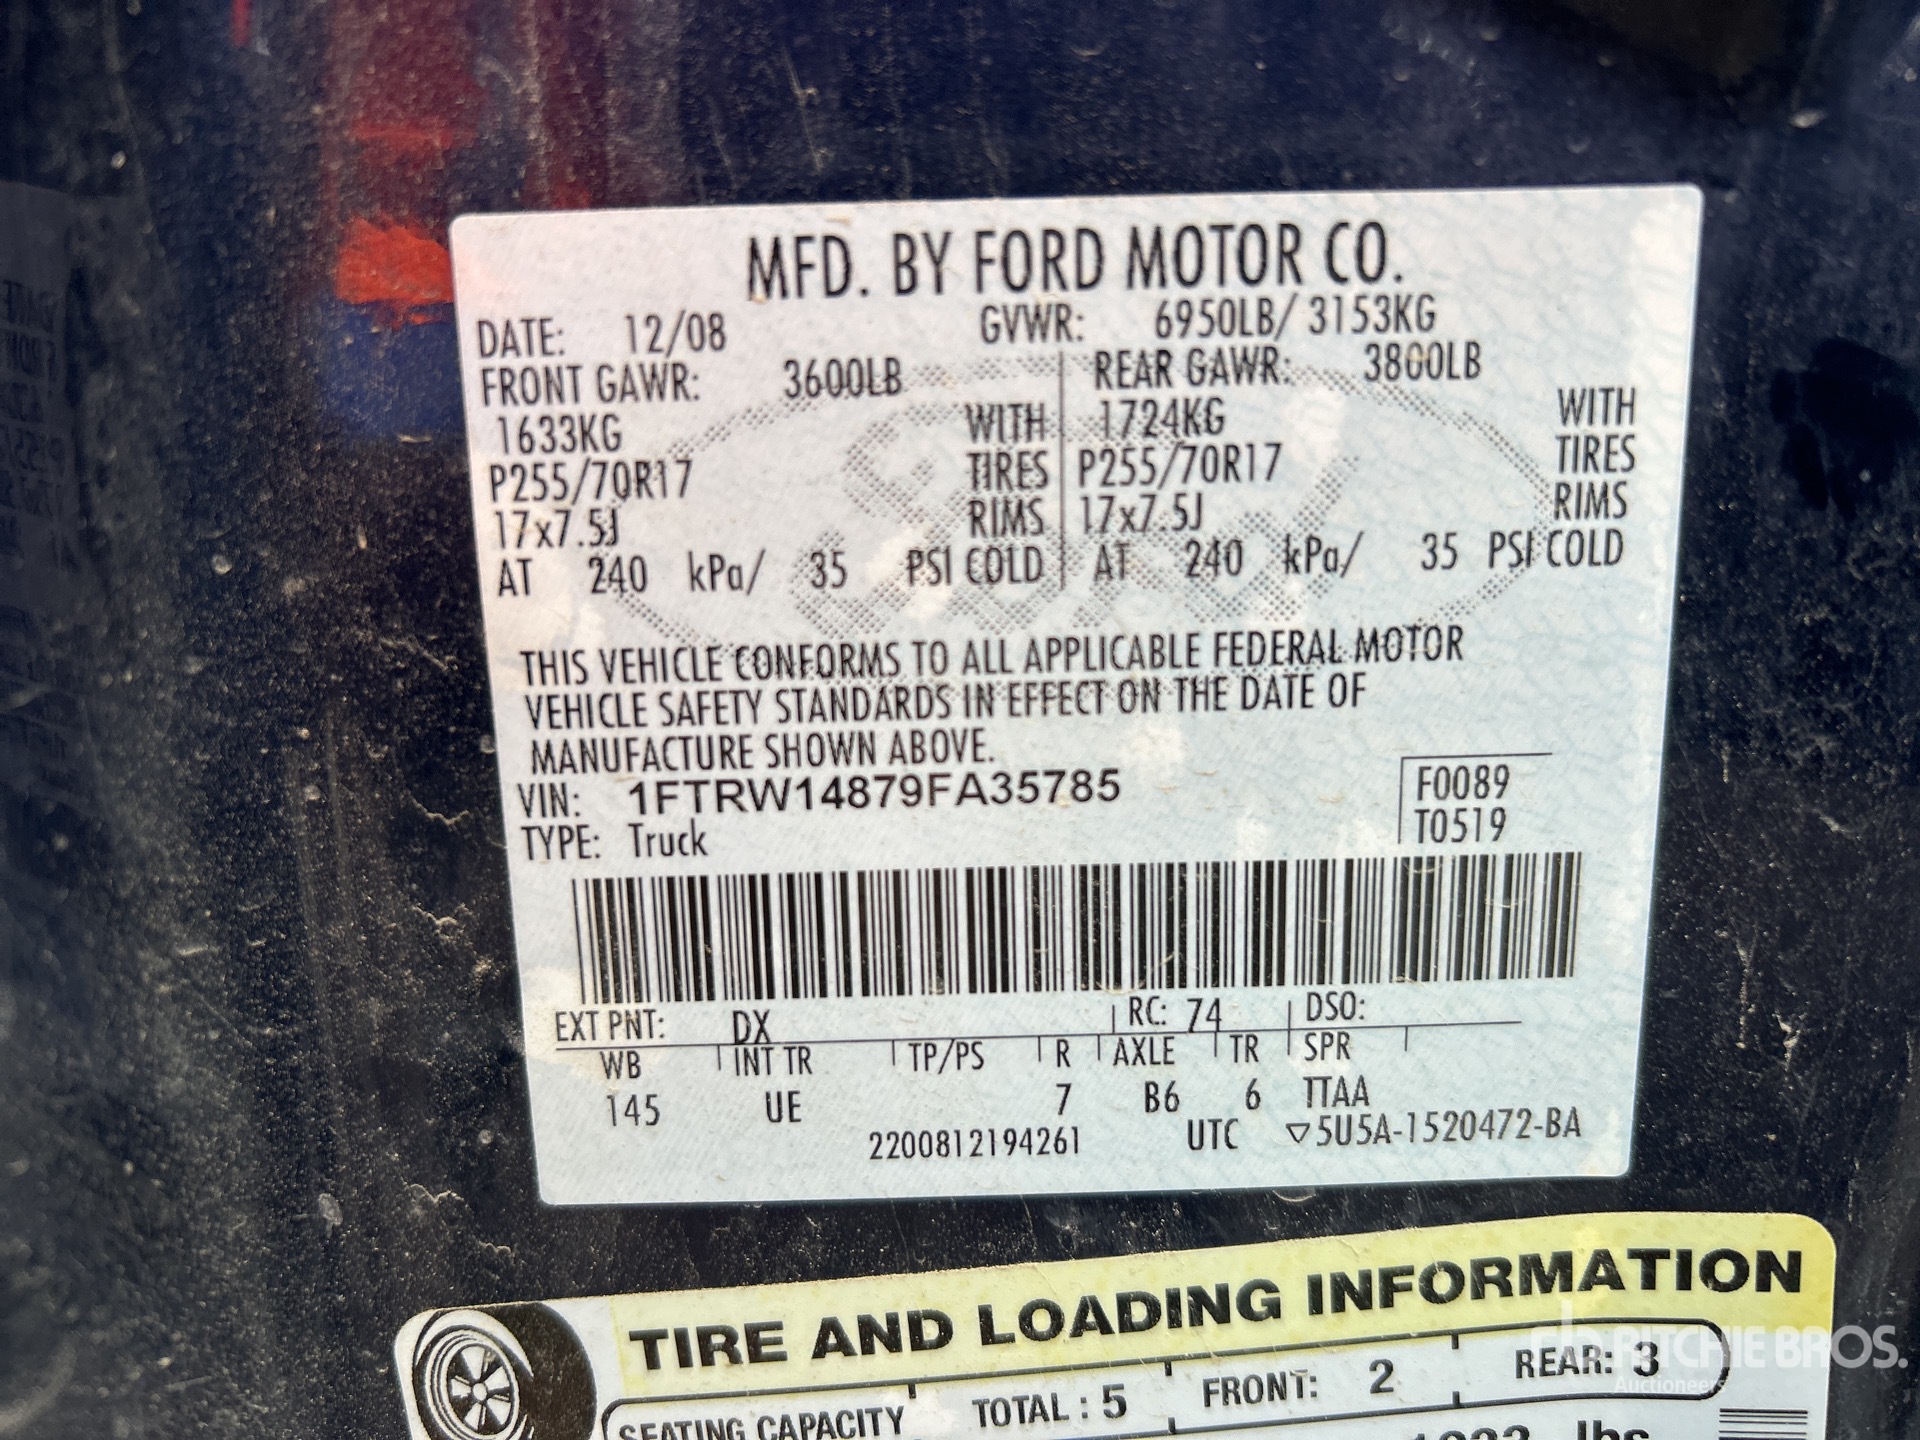 MFD. BY FORD MOTOR CO.
DATE: 12/08 GVWR: 6950LB/ 3153KG
FRONT GAWR: 3600LB REAR GAWR: 3800LB
1633KG WITH 1724KG WITH
P255/70R17 TIRES P255/70R17 TIRES
17x7.5J RIMS 17x7.5J RIMS
AT 240 kPa/ 35 PSI COLD AT 240 kPa/ 35 PSI COLD
THIS VEHICLE CONFORMS TO ALL APPLICABLE FEDERAL MOTOR
VEHICLE SAFETY STANDARDS IN EFFECT ON THE DATE OF
MANUFACTURE SHOWN ABOVE.
VIN: 1FTRW14879FA35785 F0089
TYPE: Truck T0519
EXT PNT: DX RC: 74 DSO:
WB INT TR TP/PS R AXLE TR SPR
145 UE 7 B6 6 TTAA
2200812194261 UTC ▽5U5A-1520472-BA
TIRE AND LOADING INFORMATION
SEATING CAPACITY TOTAL : 5 FRONT: 2 REAR: 3
lbs
RITCHIE BROS.
Auctioneers